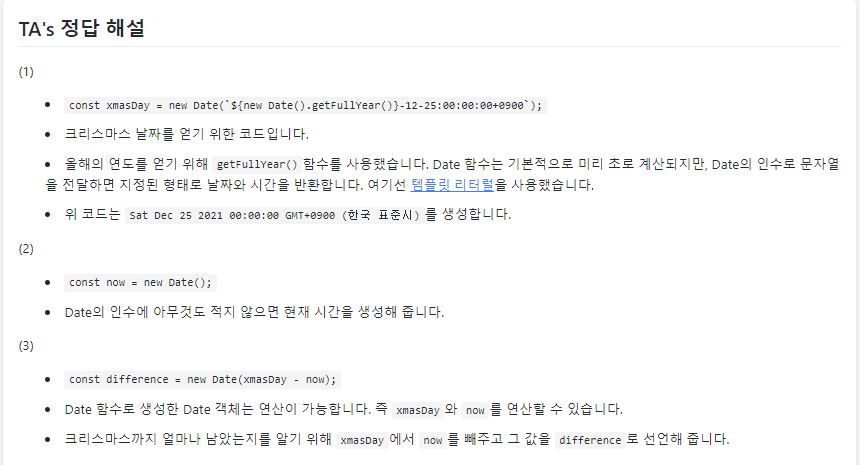 TA's 정답 해설
(1)
• const xmasDay = new Date(`${new Date().getFullYear()}-12-25:00:00:00+0900`);
• 크리스마스 날짜를 얻기 위한 코드입니다.
• 올해의 연도를 얻기 위해 getFullYear() 함수를 사용했습니다. Date 함수는 기본적으로 미리 초로 계산되지만, Date의 인수로 문자열
을 전달하면 지정된 형태로 날짜와 시간을 반환합니다. 여기선 템플릿 리터럴을 사용했습니다.
• 위 코드는 Sat Dec 25 2021 00:00:00 GMT+0900 (한국 표준시) 를 생성합니다.
(2)
• const now = new Date();
• Date의 인수에 아무것도 적지 않으면 현재 시간을 생성해 줍니다.
(3)
• const difference = new Date(xmasDay - now);
• Date 함수로 생성한 Date 객체는 연산이 가능합니다. 즉 xmasDay 와 now 를 연산할 수 있습니다.
• 크리스마스까지 얼마나 남았는지를 알기 위해 xmasDay 에서 now 를 빼주고 그 값을 difference 로 선언해 줍니다.